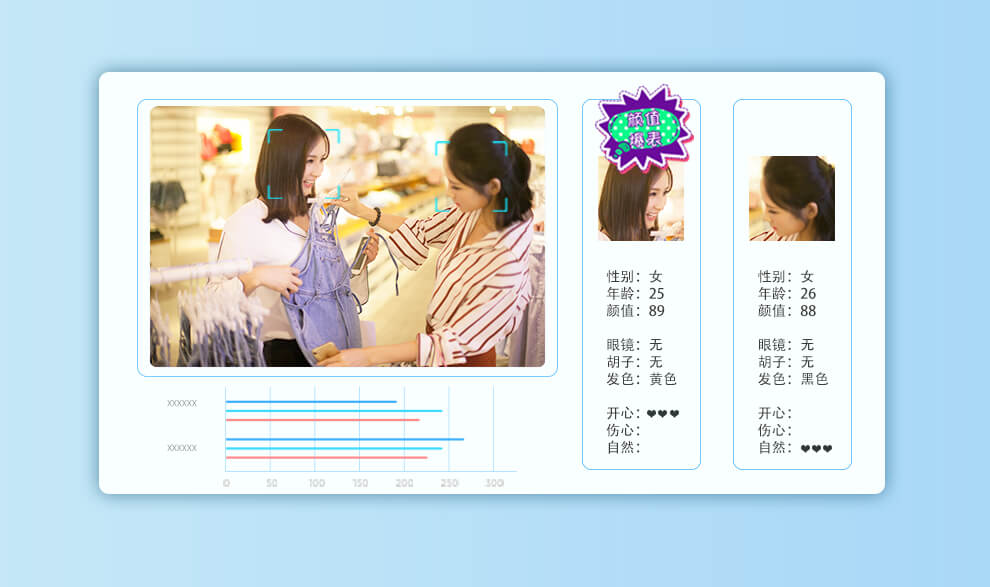 颜值
爆表
性别：女
年龄：25
颜值：89
眼镜：无
胡子：无
发色：黄色
开心：❤❤❤
伤心：
自然：
性别：女
年龄：26
颜值：88
眼镜：无
胡子：无
发色：黑色
开心：
伤心：
自然：❤❤❤
XXXXXX
XXXXXX
0 50 100 150 200 250 300